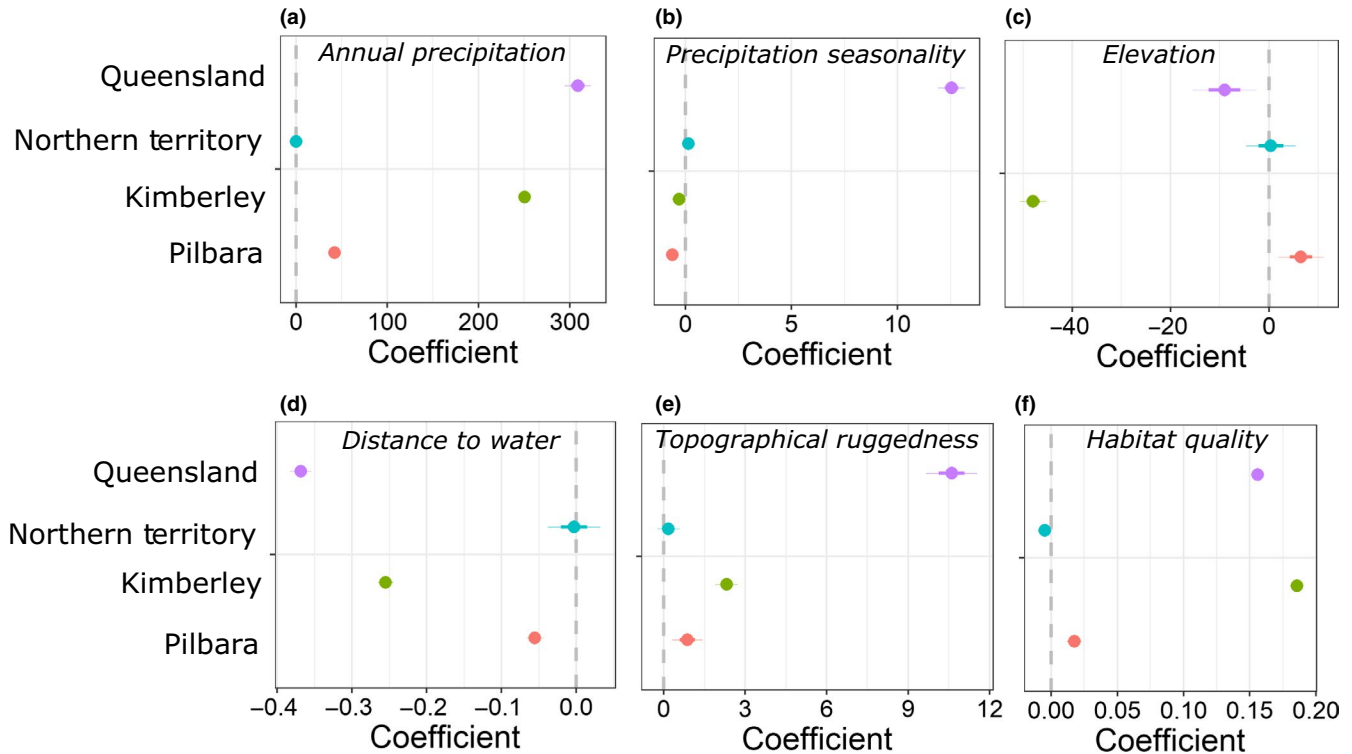 (a) (b) (c)
Annual precipitation Precipitation seasonality Elevation
Queensland
Northern territory
Kimberley
Pilbara
0 100 200 300 0 5 10 −40 −20 0
Coefficient Coefficient Coefficient
(d) (e) (f)
Distance to water Topographical ruggedness Habitat quality
Queensland
Northern territory
Kimberley
Pilbara
−0.4 −0.3 −0.2 −0.1 0.0 0 3 6 9 12 0.00 0.05 0.10 0.15 0.20
Coefficient Coefficient Coefficient